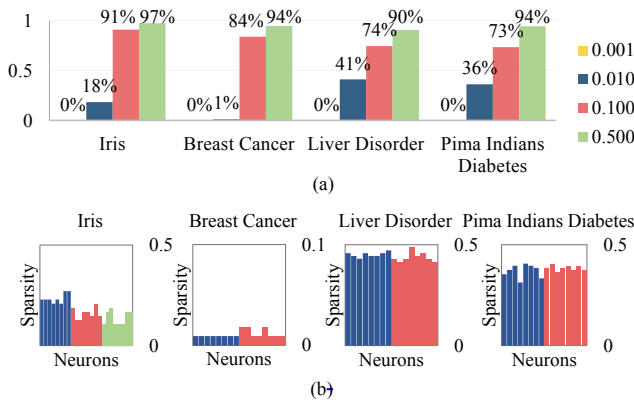 1
0.5
0
0% 18% 91% 97%
0% 1% 84% 94%
0% 41% 74% 90%
0% 36% 73% 94%
Iris Breast Cancer Liver Disorder Pima Indians
Diabetes
0.001
0.010
0.100
0.500
(a)
Iris Breast Cancer Liver Disorder Pima Indians Diabetes
Sparsity 0.5 Sparsity 0.1 Sparsity 0.5 Sparsity 0.5
0 0 0 0
Neurons Neurons Neurons Neurons
(b)